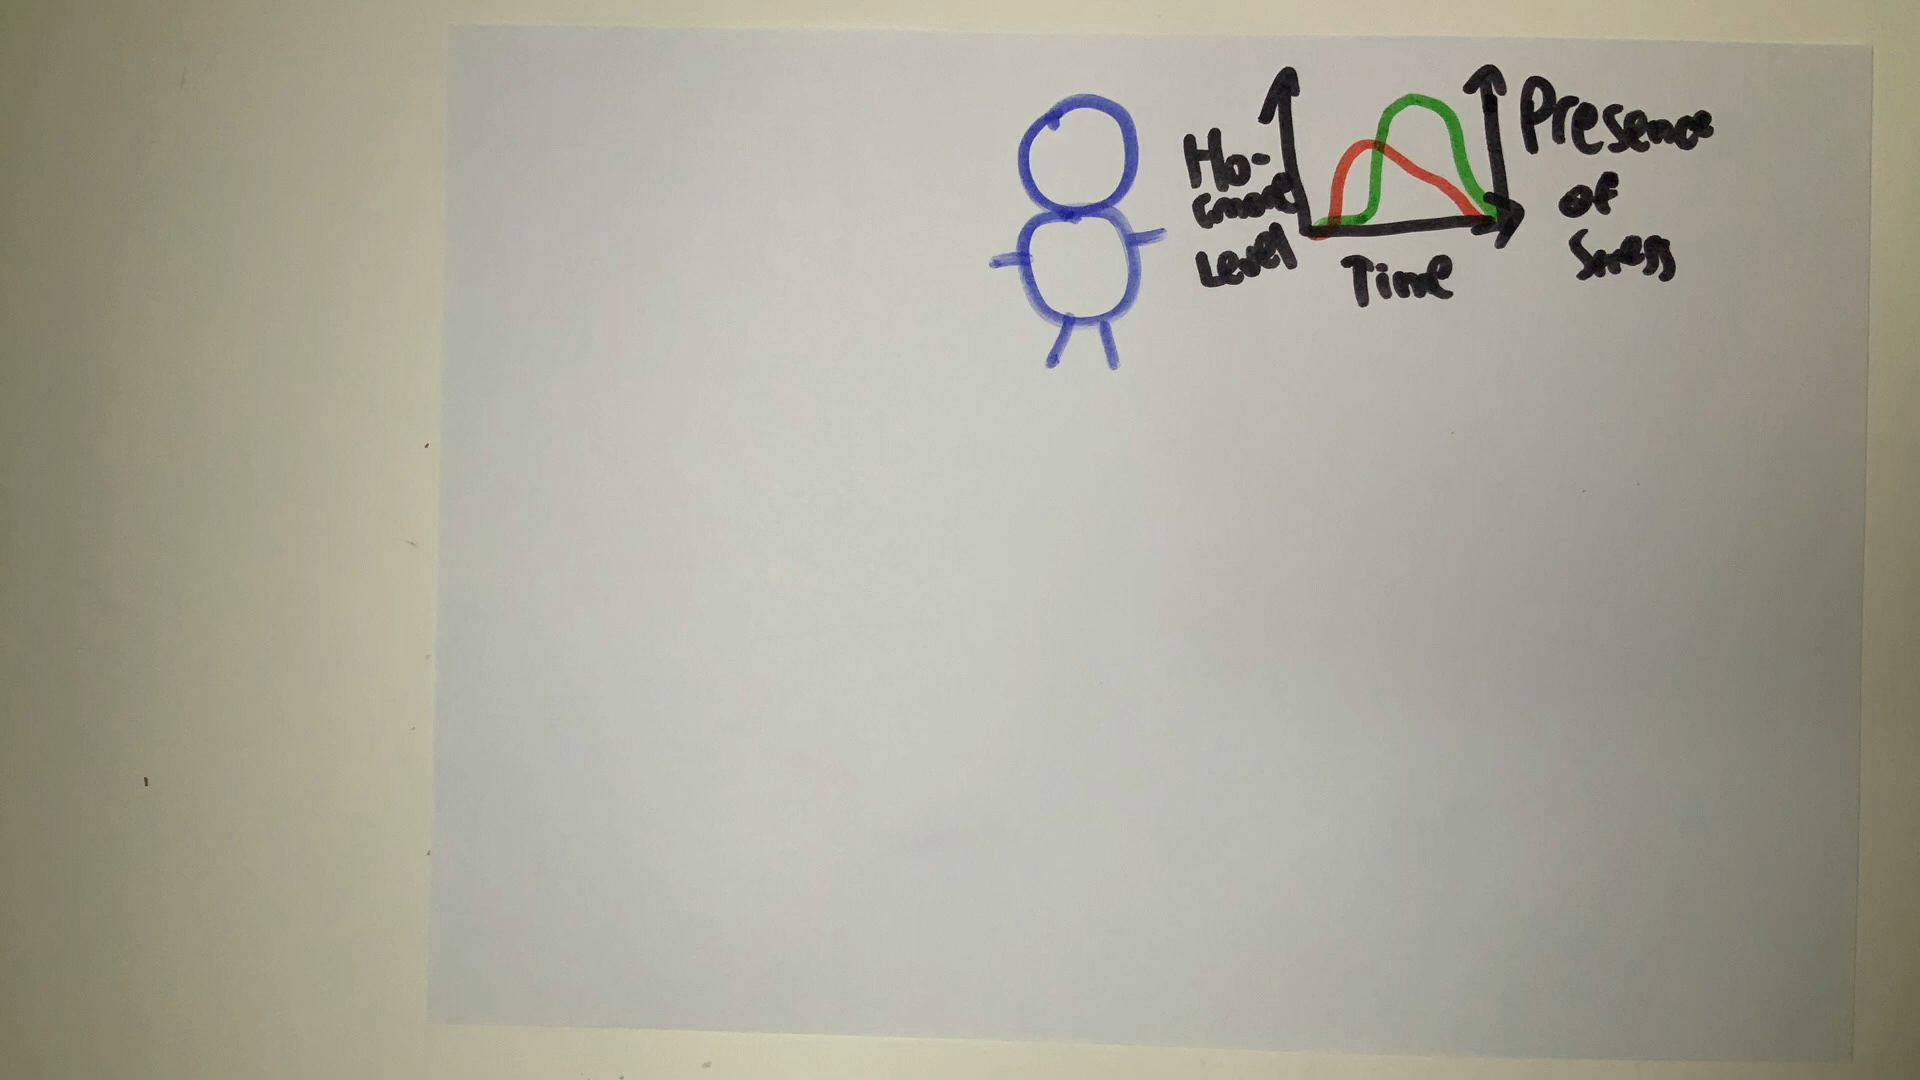 Ho-
rmone
Level
Time
Presence
of
Stress